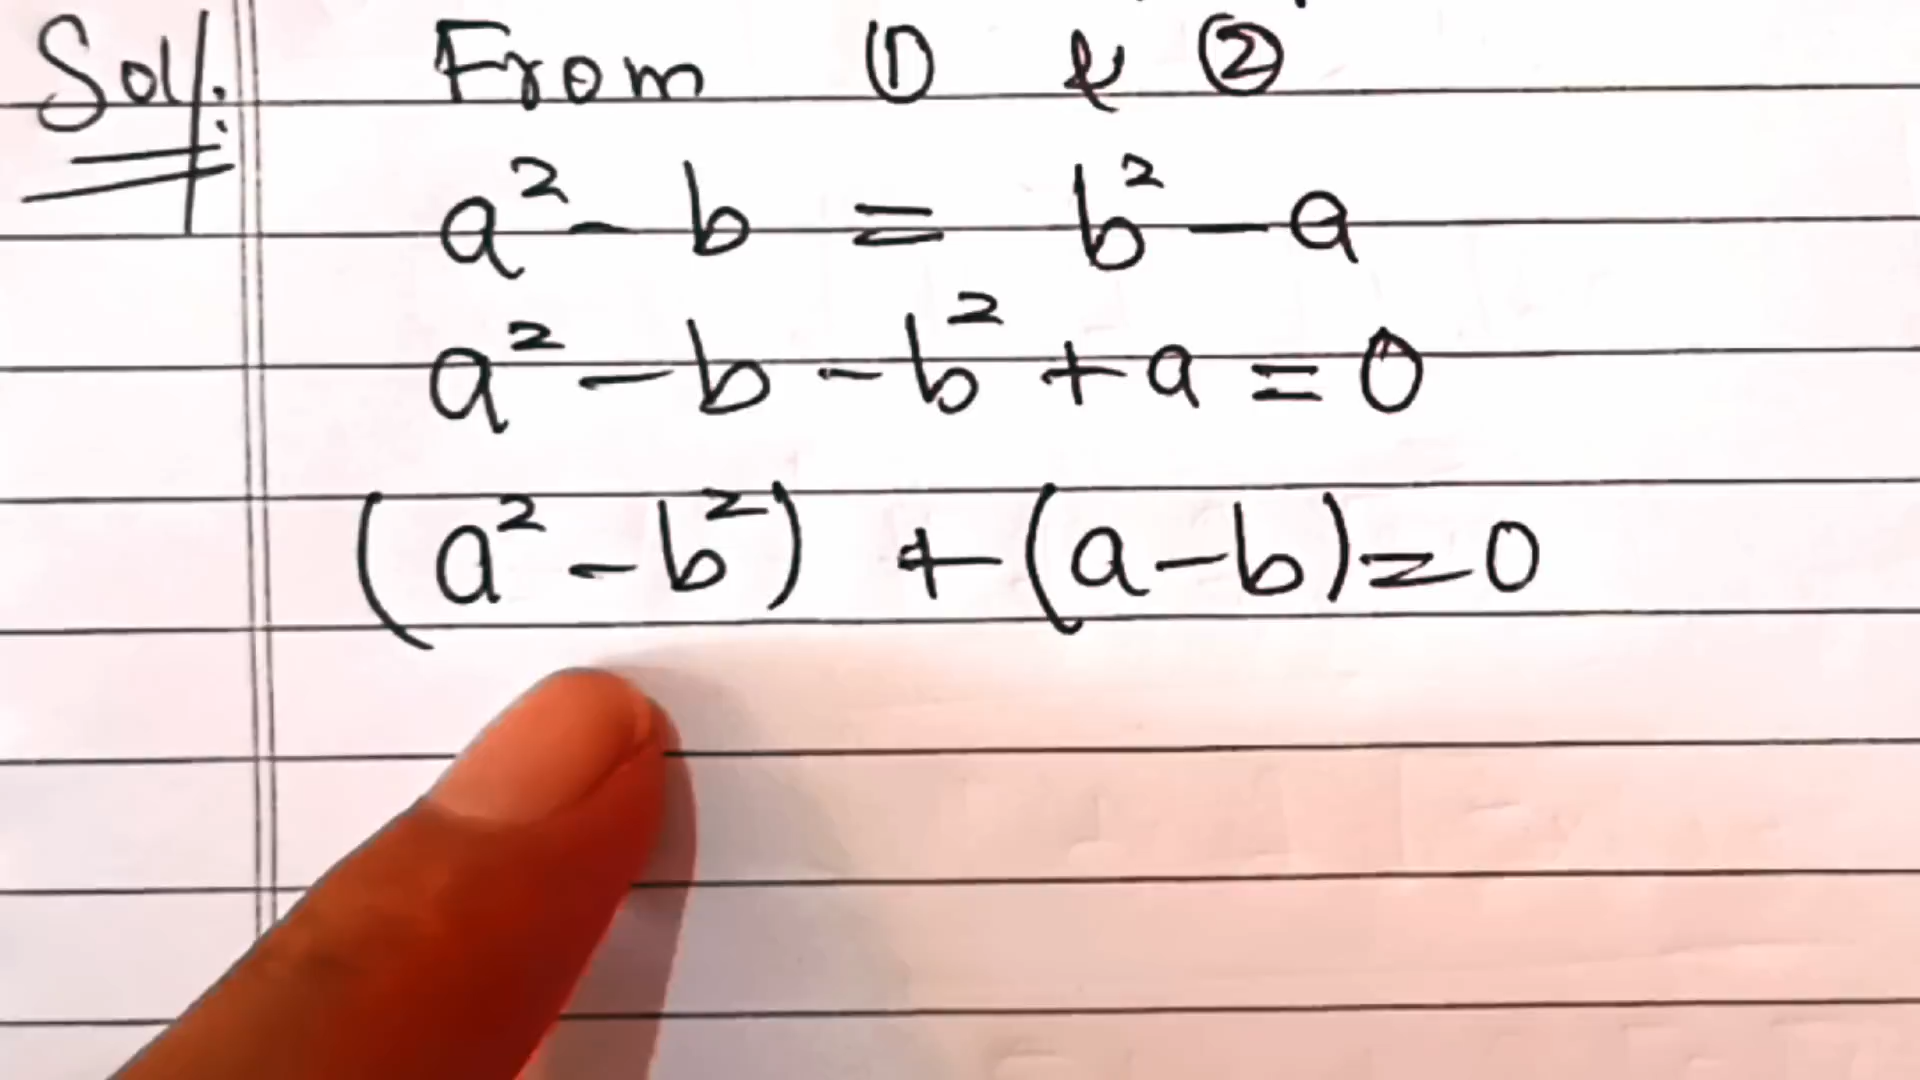 Sol: From ① & ②
a² - b = b² - a
a² - b - b² + a = 0
(a² - b²) + (a - b) = 0